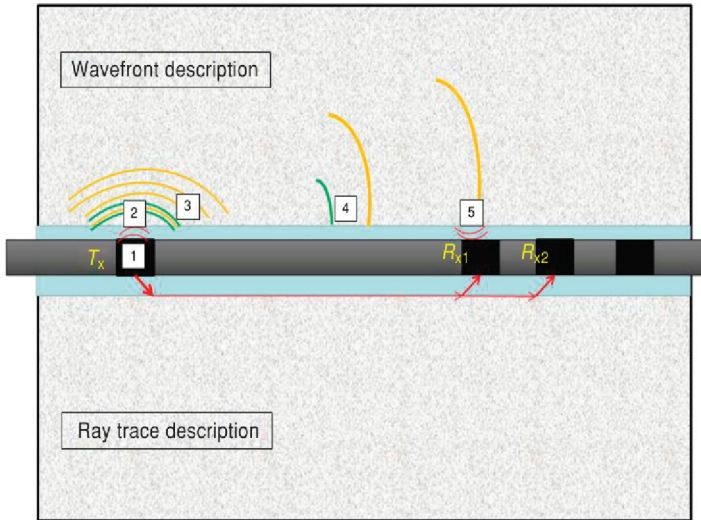 Wavefront description
2
3
4
5
Tx
1
Rx1
Rx2
Ray trace description